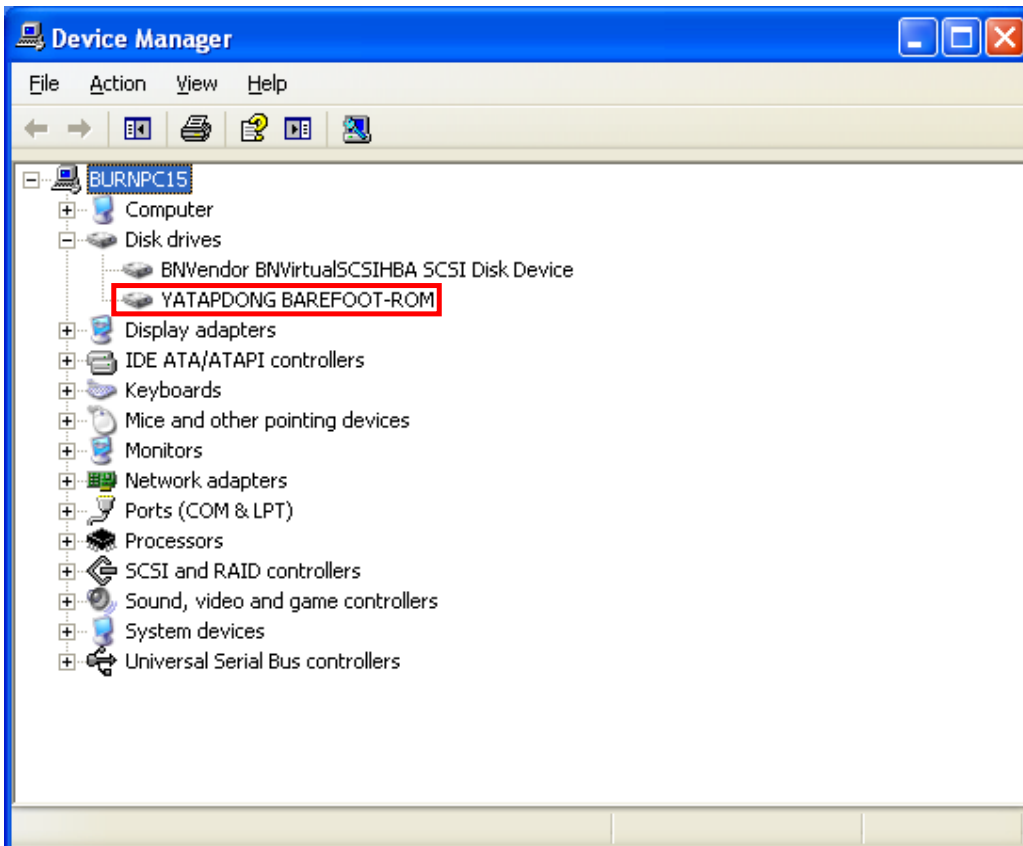 Device Manager
File Action View Help
BURNPC15
Computer
Disk drives
BNVendor BNVirtualSCSIHBA SCSI Disk Device
YATAPDONG BAREFOOT-ROM
Display adapters
IDE ATA/ATAPI controllers
Keyboards
Mice and other pointing devices
Monitors
Network adapters
Ports (COM & LPT)
Processors
SCSI and RAID controllers
Sound, video and game controllers
System devices
Universal Serial Bus controllers